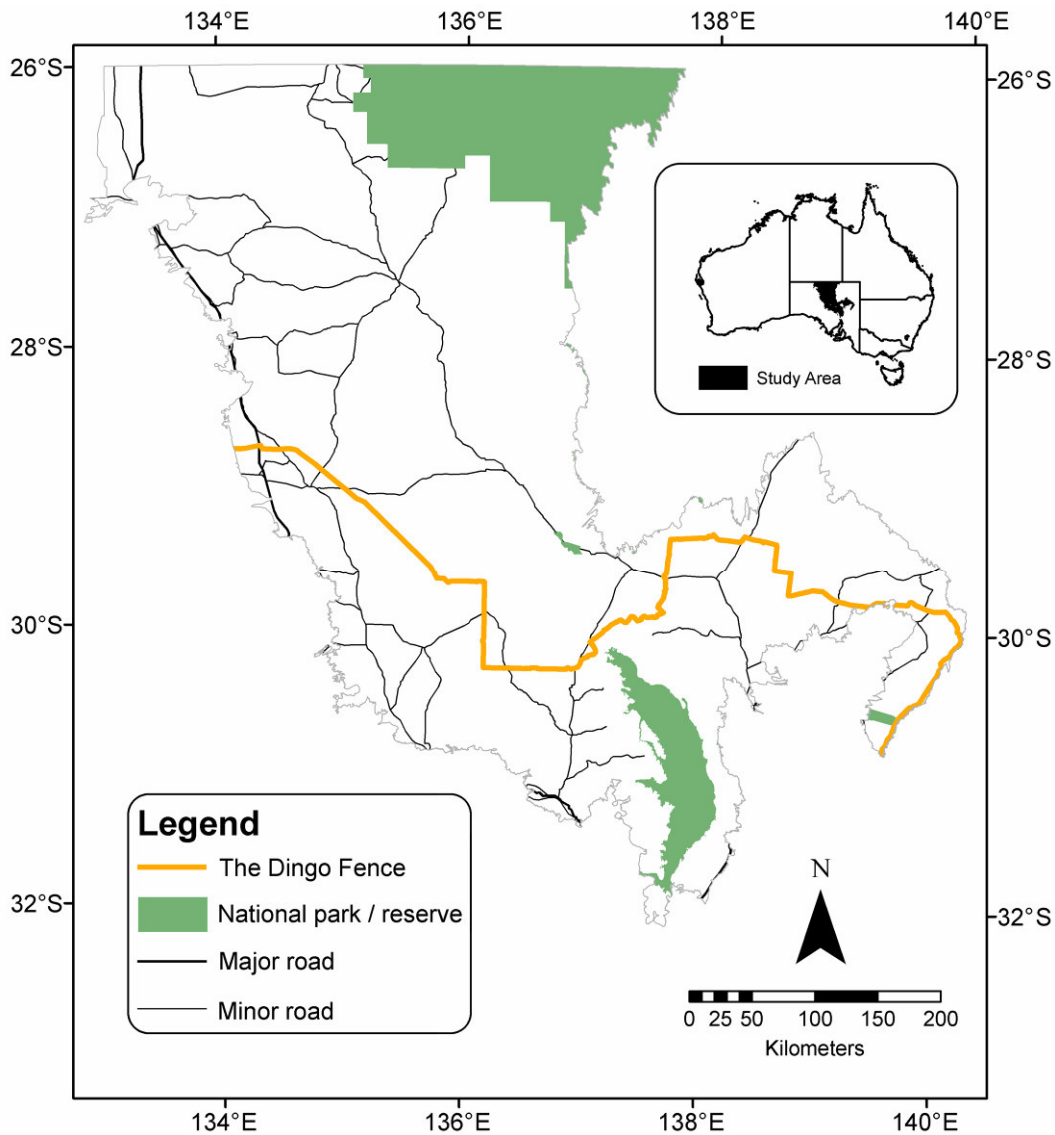 134°E 136°E 138°E 140°E
26°S 26°S
Study Area
28°S 28°S
30°S 30°S
Legend
The Dingo Fence
National park / reserve
Major road
Minor road
32°S 32°S
N
0 25 50 100 150 200
Kilometers
134°E 136°E 138°E 140°E